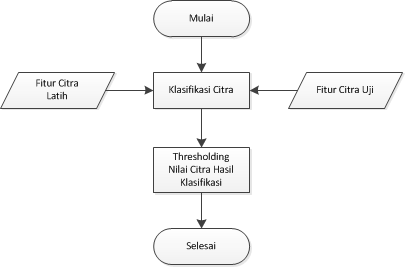 Mulai
Fitur Citra
Latih
Klasifikasi Citra
Fitur Citra Uji
Thresholding
Nilai Citra Hasil
Klasifikasi
Selesai